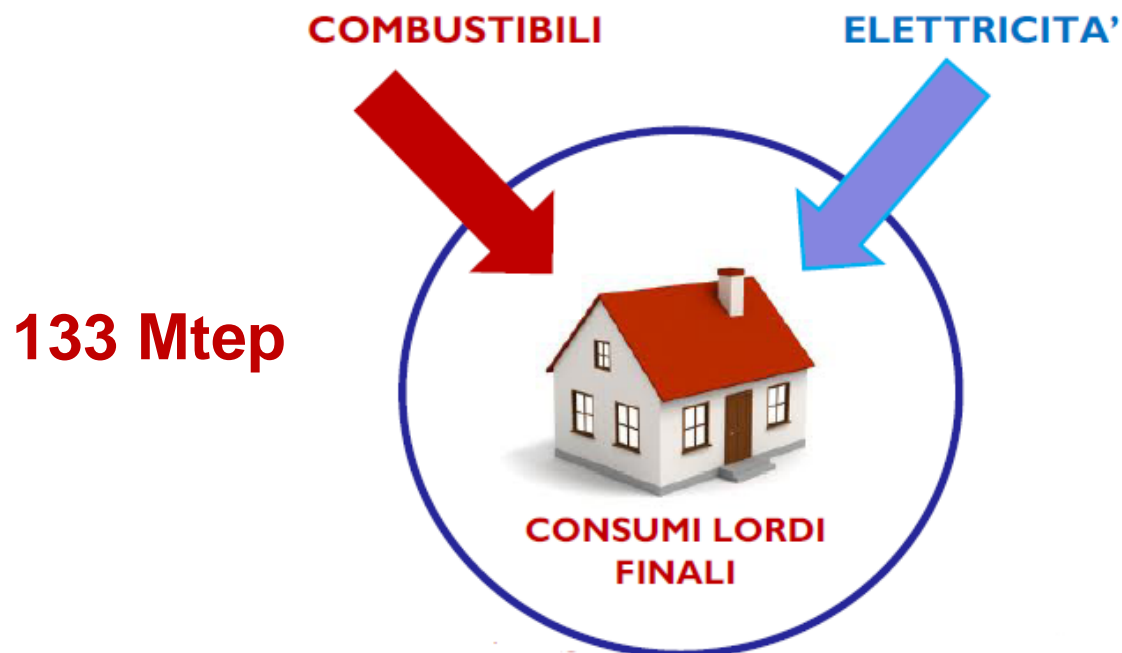 COMBUSTIBILI
ELETTRICITA'
133 Mtep
CONSUMI LORDI
FINALI